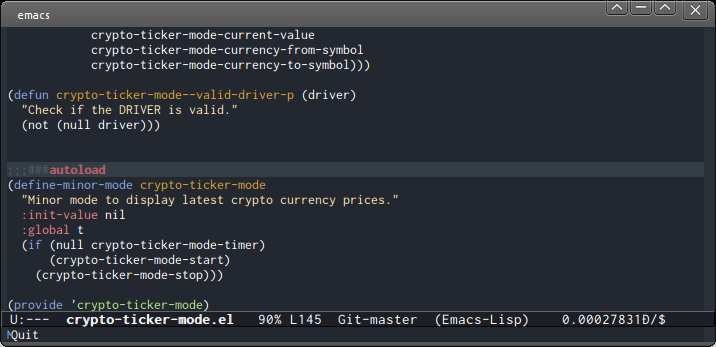 emacs
crypto-ticker-mode-current-value
crypto-ticker-mode-currency-from-symbol
crypto-ticker-mode-currency-to-symbol)))
(defun crypto-ticker-mode--valid-driver-p (driver)
"Check if the DRIVER is valid."
(not (null driver)))
;;;###autoload
(define-minor-mode crypto-ticker-mode
"Minor mode to display latest crypto currency prices."
:init-value nil
:global t
(if (null crypto-ticker-mode-timer)
(crypto-ticker-mode-start)
(crypto-ticker-mode-stop)))
(provide 'crypto-ticker-mode)
U:--- crypto-ticker-mode.el 90% L145 Git-master (Emacs-Lisp) 0.00027831Ð/$
Quit